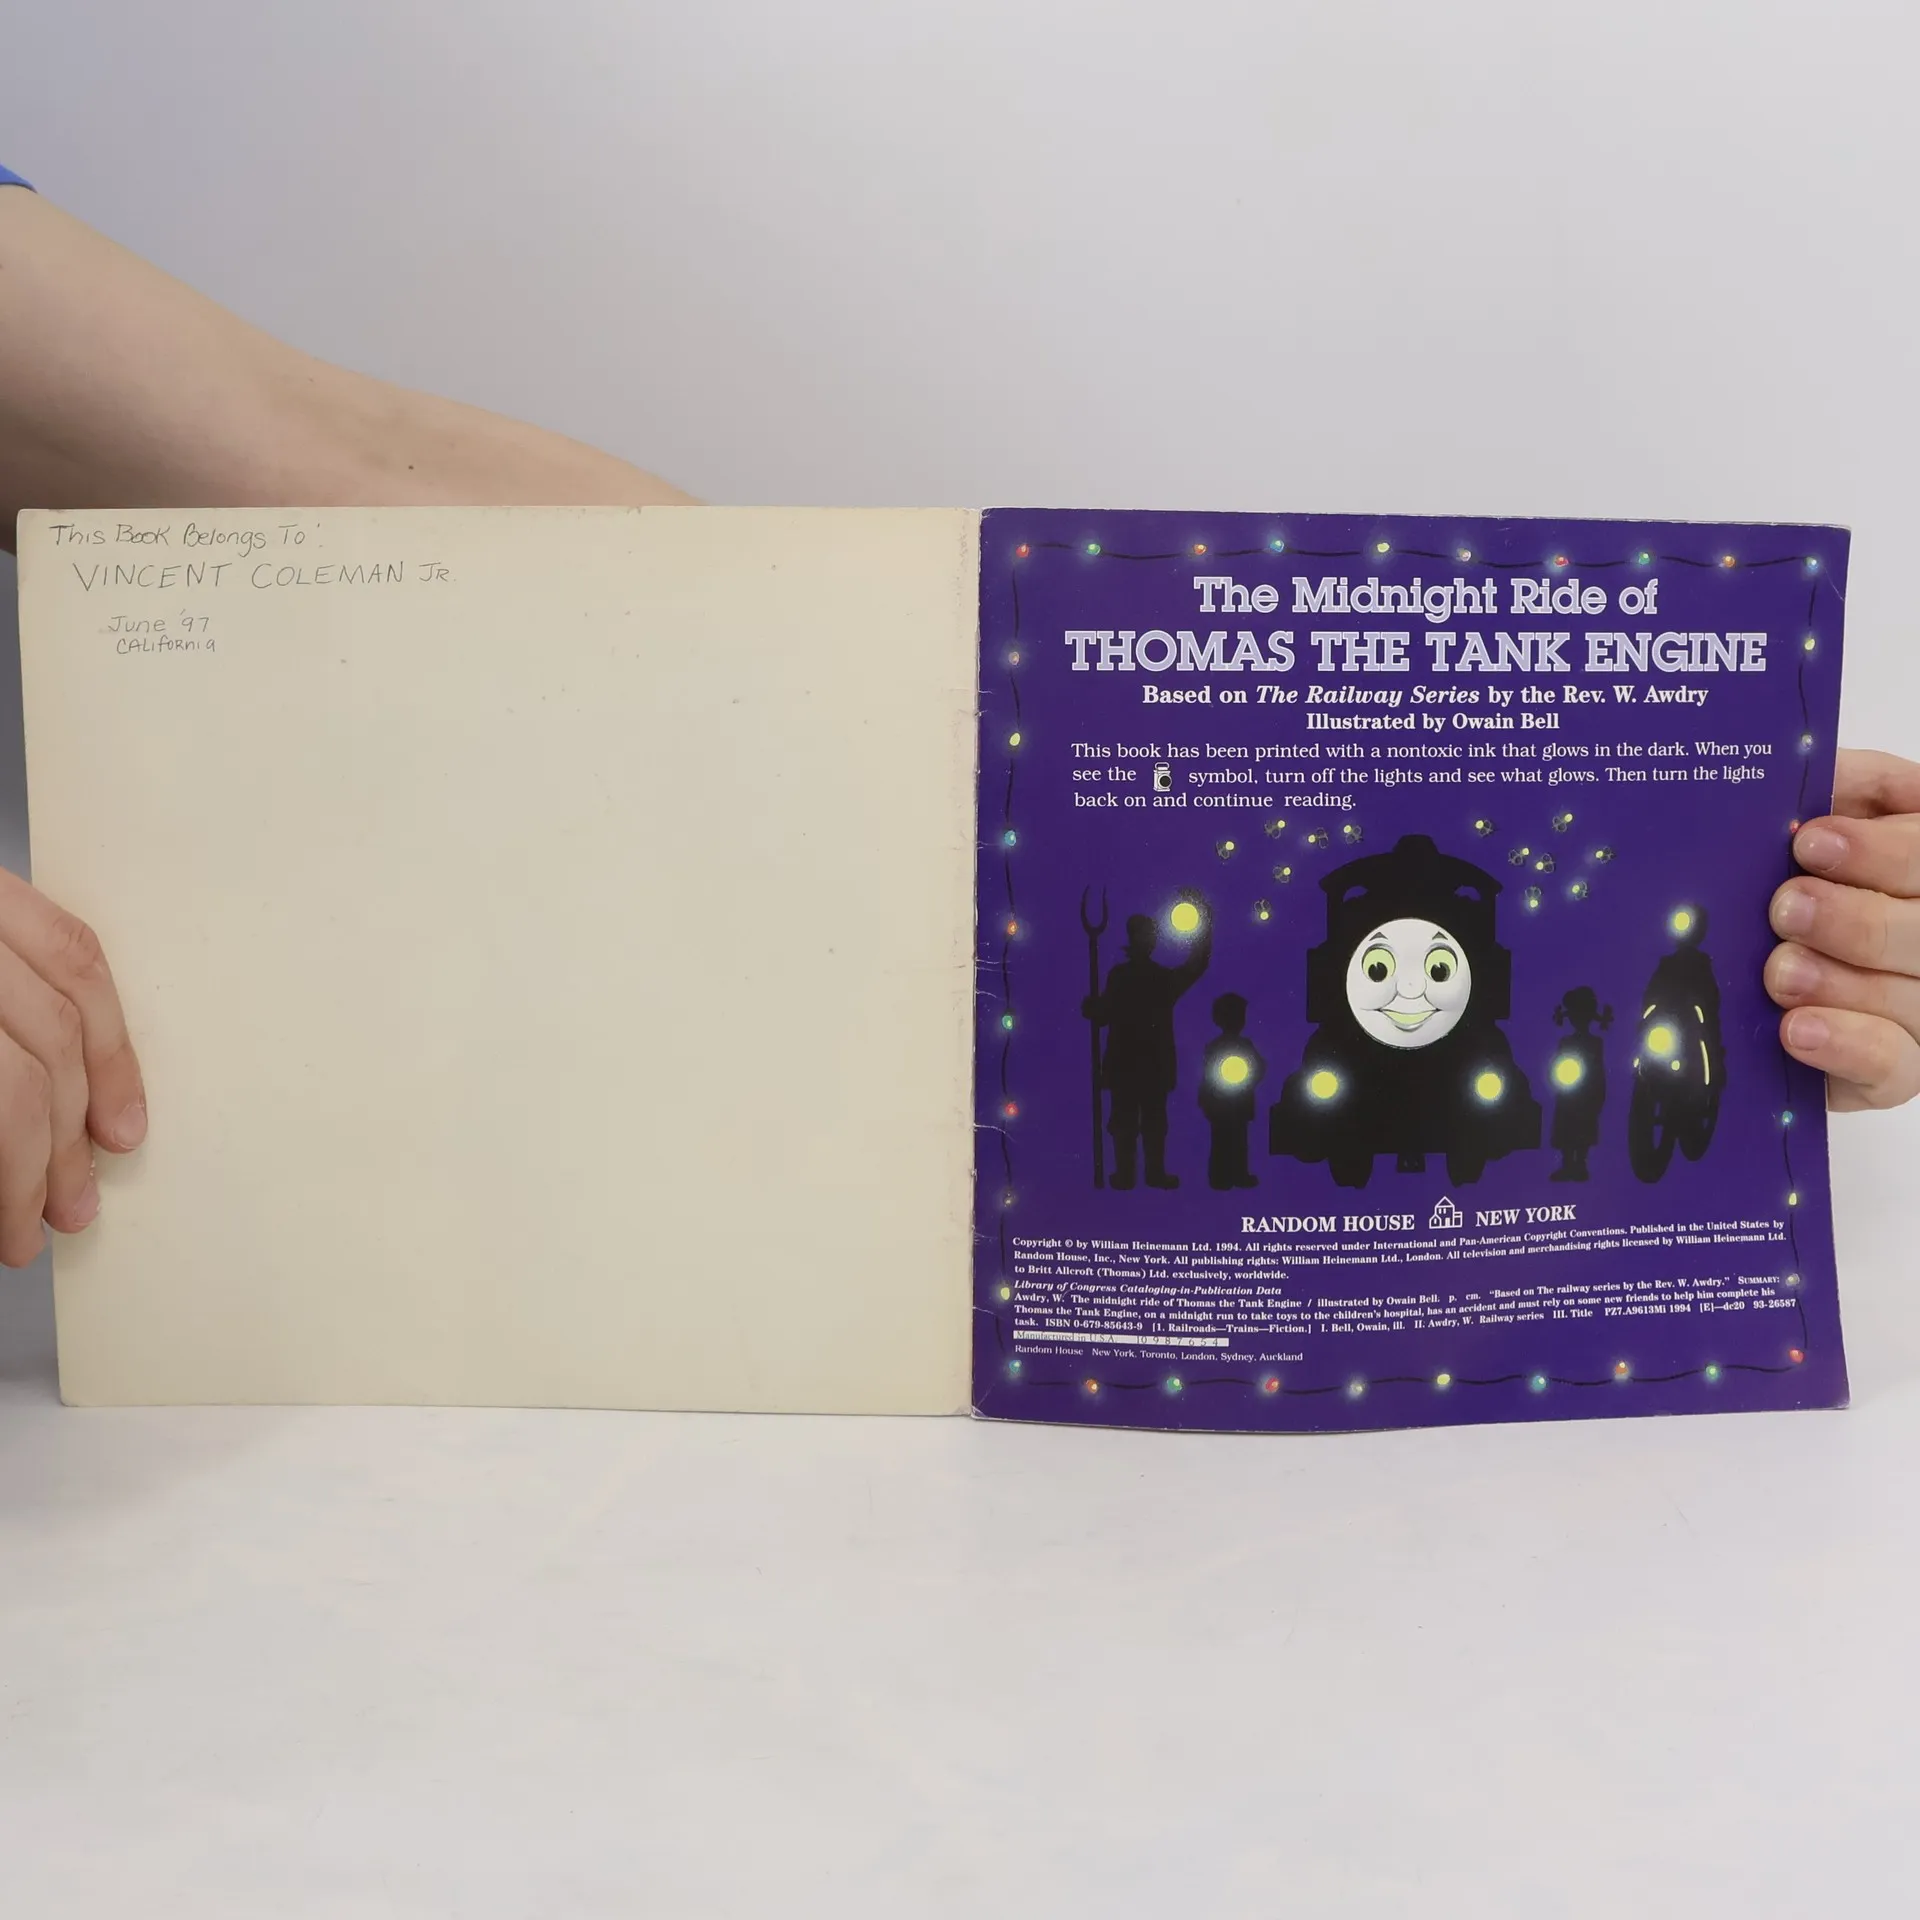 This Book Belongs To:
VINCENT COLEMAN JR.
June '97
CALifoRniA
The Midnight Ride of
THOMAS THE TANK ENGINE
Based on The Railway Series by the Rev. W. Awdry
Illustrated by Owain Bell
This book has been printed with a nontoxic ink that glows in the dark. When you
see the symbol, turn off the lights and see what glows. Then turn the lights
back on and continue reading.
RANDOM HOUSE NEW YORK
Copyright © by William Heinemann Ltd. 1994. All rights reserved under International and Pan-American Copyright Conventions. Published in the United States by
Random House, Inc., New York. All publishing rights: William Heinemann Ltd., London. All television and merchandising rights licensed by William Heinemann Ltd.
to Britt Allcroft (Thomas) Ltd. exclusively, worldwide.
Library of Congress Cataloging-in-Publication Data
Awdry, W. The midnight ride of Thomas the Tank Engine / illustrated by Owain Bell. p. cm. "Based on The railway series by the Rev. W. Awdry." SUMMARY:
Thomas the Tank Engine, on a midnight run to take toys to the children's hospital, has an accident and must rely on some new friends to help him complete his
task. ISBN 0-679-85643-9 [1. Railroads—Trains—Fiction.] I. Bell, Owain, ill. II. Awdry, W. Railway series III. Title PZ7.A9613Mi 1994 [E]—dc20 93-26587
Manufactured in U.S.A. 10 9 8 7 6 5 4
Random House New York, Toronto, London, Sydney, Auckland